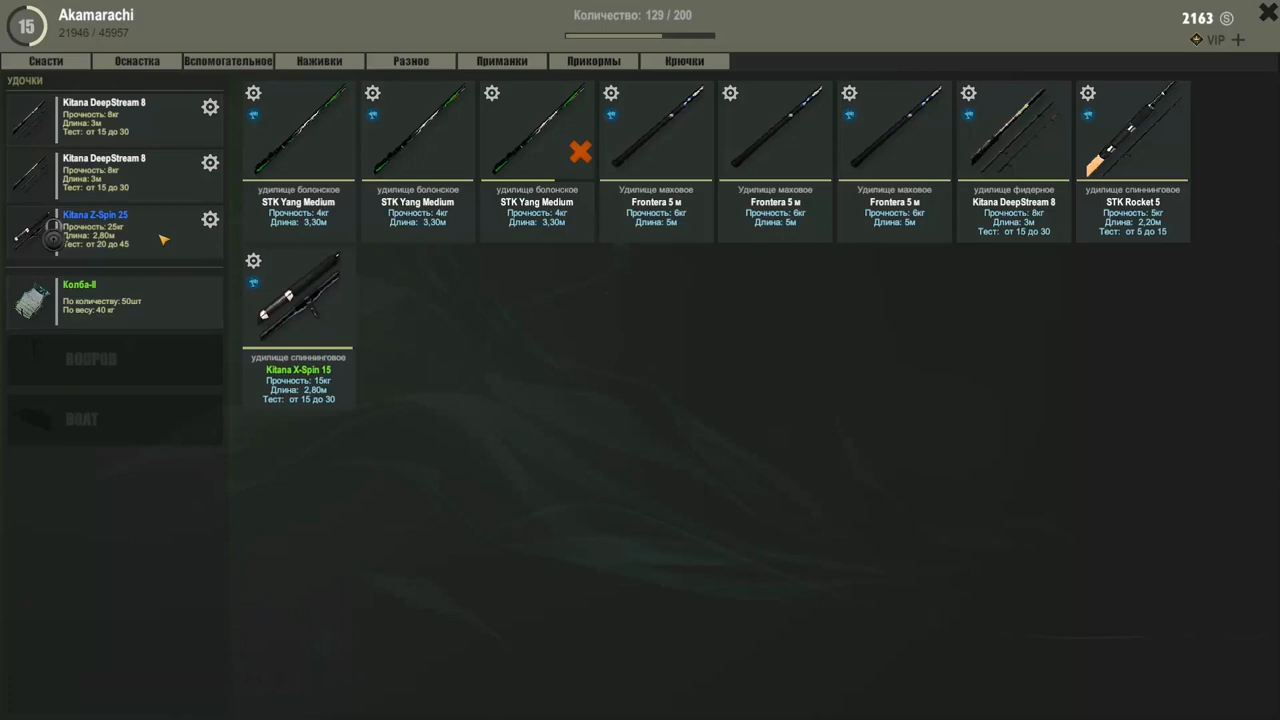 15
Akamarachi
21946 / 45957
Количество: 129 / 200
2163 S
VIP
Снасти
Оснастка
Вспомогательное
Наживки
Разное
Приманки
Прикормы
Крючки
УДОЧКИ
Kitana DeepStream 8
Прочность: 8кг
Длина: 3м
Тест: от 15 до 30
Kitana DeepStream 8
Прочность: 8кг
Длина: 3м
Тест: от 15 до 30
Kitana Z-Spin 25
Прочность: 25кг
Длина: 2,80м
Тест: от 20 до 45
Колба-II
По количеству: 50шт
По весу: 40 кг
RODPOD
BOAT
удилище болонское
STK Yang Medium
Прочность: 4кг
Длина: 3,30м
удилище болонское
STK Yang Medium
Прочность: 4кг
Длина: 3,30м
удилище болонское
STK Yang Medium
Прочность: 4кг
Длина: 3,30м
Удилище маховое
Frontera 5 м
Прочность: 6кг
Длина: 5м
Удилище маховое
Frontera 5 м
Прочность: 6кг
Длина: 5м
Удилище маховое
Frontera 5 м
Прочность: 6кг
Длина: 5м
удилище фидерное
Kitana DeepStream 8
Прочность: 8кг
Длина: 3м
Тест: от 15 до 30
удилище спиннинговое
STK Rocket 5
Прочность: 5кг
Длина: 2,20м
Тест: от 5 до 15
удилище спиннинговое
Kitana X-Spin 15
Прочность: 15кг
Длина: 2,80м
Тест: от 15 до 30